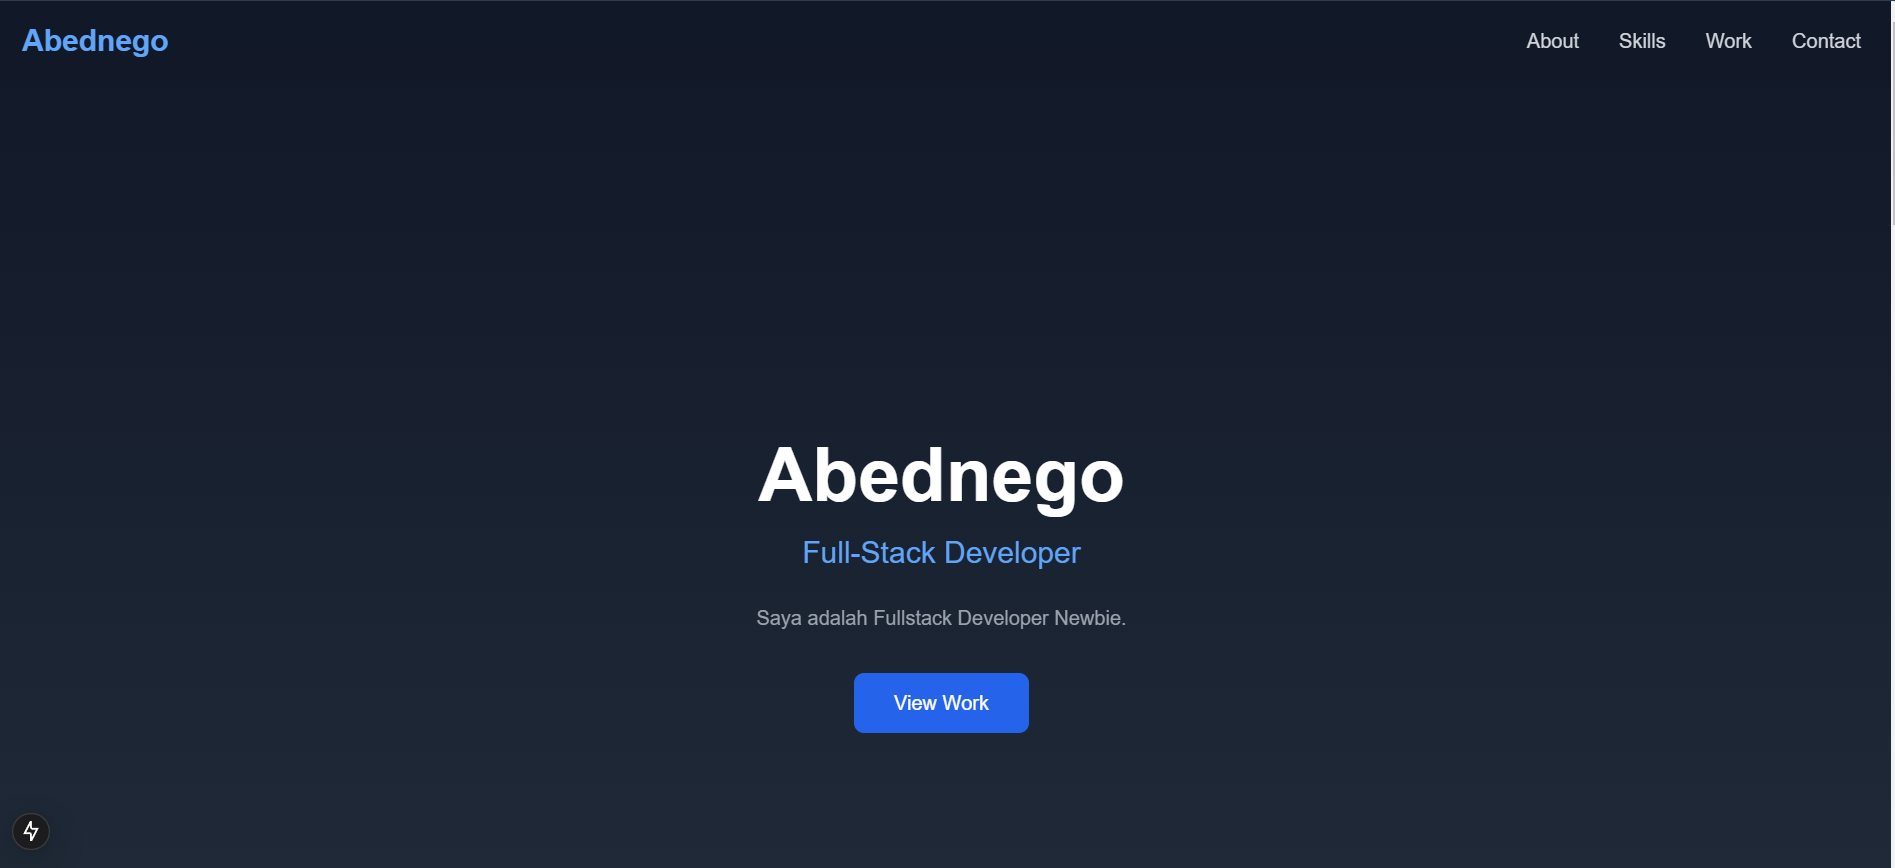 Abednego
About
Skills
Work
Contact
Abednego
Full-Stack Developer
Saya adalah Fullstack Developer Newbie.
View Work